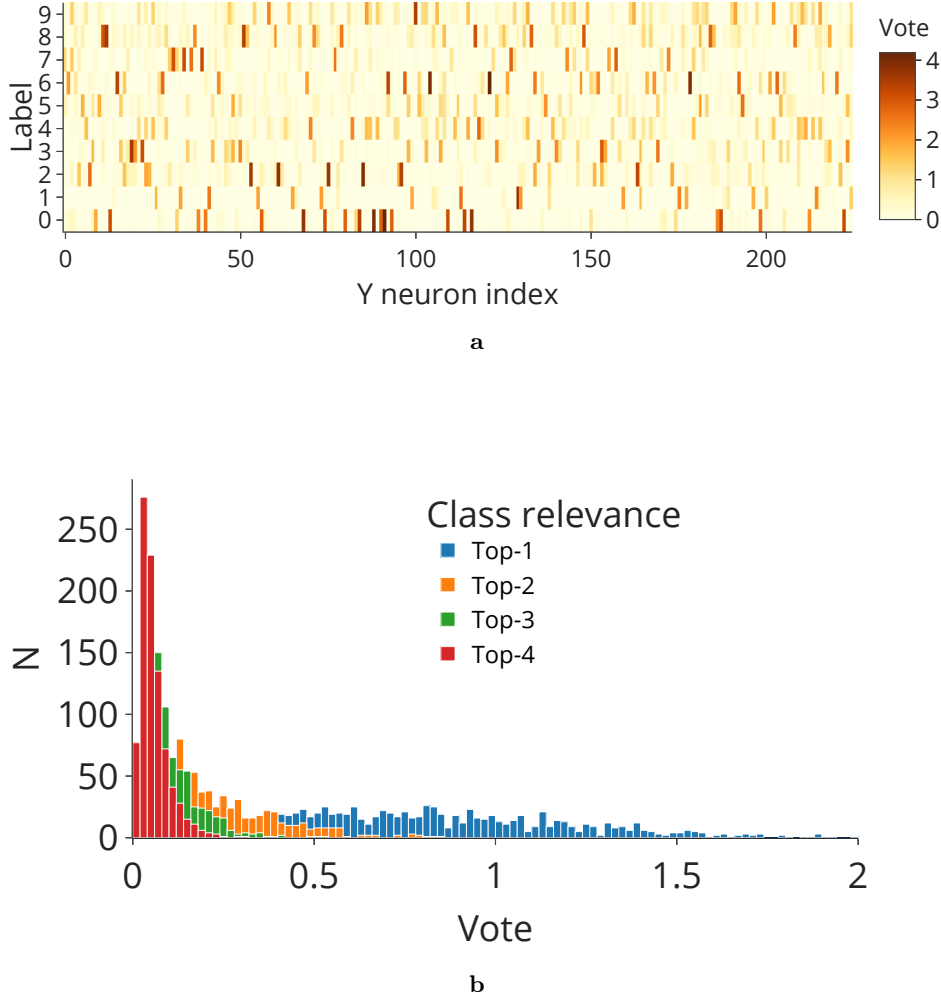 Vote
9
8
7
6
5
4
3
2
1
0
Label
4
3
2
1
0
0 50 100 150 200
Y neuron index
a
Class relevance
Top-1
Top-2
Top-3
Top-4
250
200
150
100
50
0
N
0 0.5 1 1.5 2
Vote
b